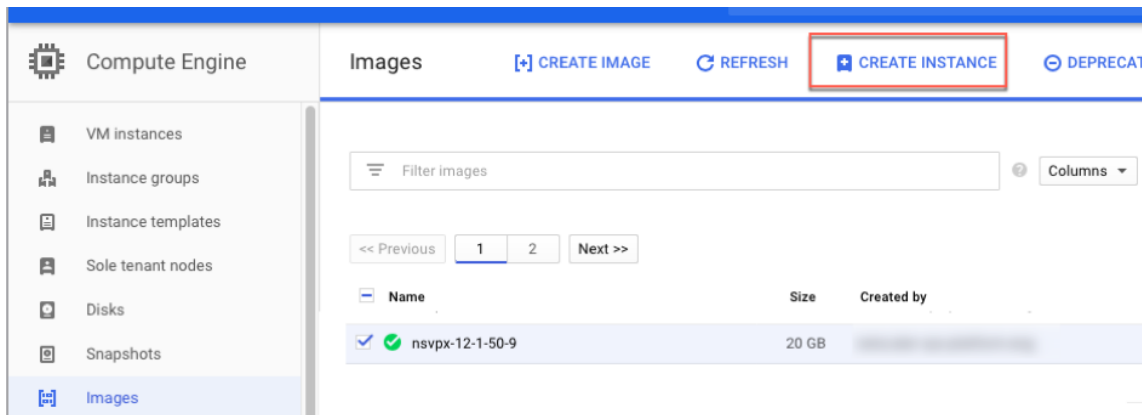 Compute Engine
Images
[+] CREATE IMAGE
REFRESH
CREATE INSTANCE
VM instances
Instance groups
Filter images
Columns
Instance templates
<< Previous 1 2 Next >>
Sole tenant nodes
Name Size Created by
Disks
nsvpx-12-1-50-9 20 GB
Snapshots
Images